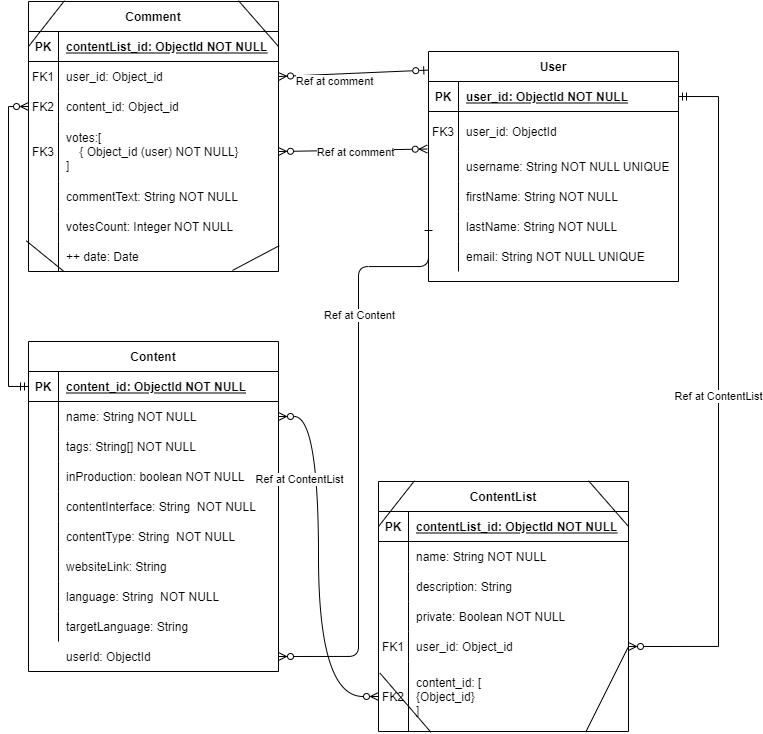 Comment
PK contentList_id: ObjectId NOT NULL
FK1 user_id: Object_id
FK2 content_id: Object_id
votes:[
FK3 { Object_id (user) NOT NULL}
]
commentText: String NOT NULL
votesCount: Integer NOT NULL
++ date: Date
Ref at comment
Ref at comment
User
PK user_id: ObjectId NOT NULL
FK3 user_id: ObjectId
username: String NOT NULL UNIQUE
firstName: String NOT NULL
lastName: String NOT NULL
email: String NOT NULL UNIQUE
Ref at Content
Ref at ContentList
Content
PK content_id: ObjectId NOT NULL
name: String NOT NULL
tags: String[] NOT NULL
inProduction: boolean NOT NULL
contentInterface: String  NOT NULL
contentType: String  NOT NULL
websiteLink: String
language: String  NOT NULL
targetLanguage: String
userId: ObjectId
Ref at ContentList
ContentList
PK contentList_id: ObjectId NOT NULL
name: String NOT NULL
description: String
private: Boolean NOT NULL
FK1 user_id: Object_id
content_id: [
FK2 {Object_id}
]